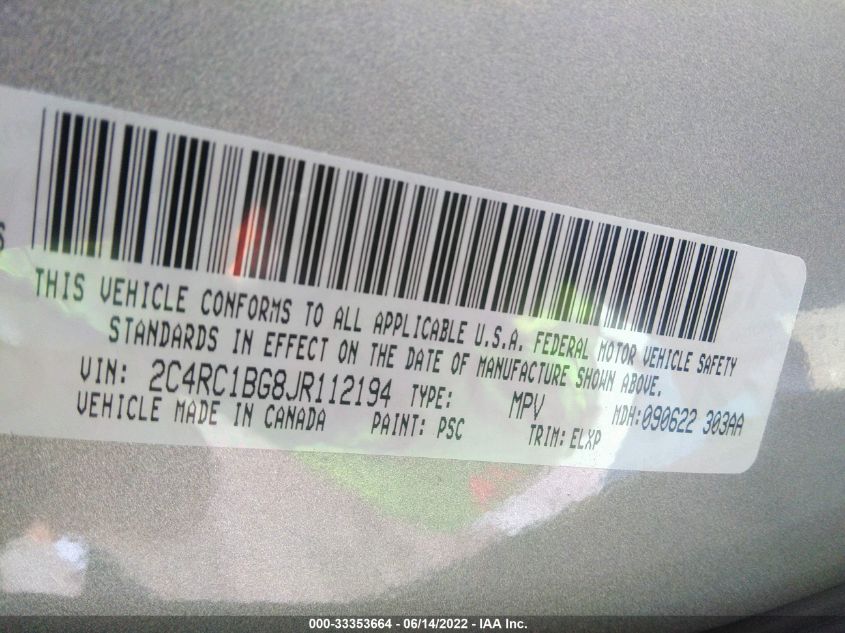 S
THIS VEHICLE CONFORMS TO ALL APPLICABLE U.S.A. FEDERAL MOTOR VEHICLE SAFETY
STANDARDS IN EFFECT ON THE DATE OF MANUFACTURE SHOWN ABOVE.
VIN: 2C4RC1BG8JR112194 TYPE: MPV MDH:090622 303AA
VEHICLE MADE IN CANADA PAINT: PSC TRIM: ELXP
000-33353664 - 06/14/2022 - IAA Inc.